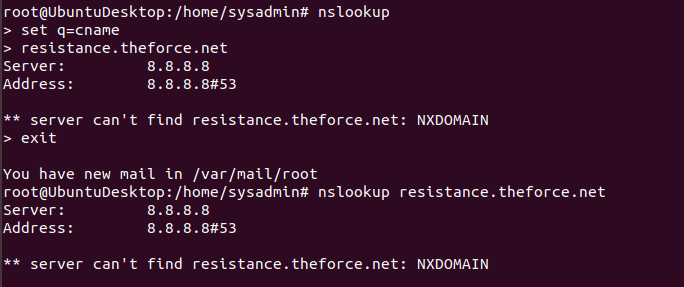 root@UbuntuDesktop:/home/sysadmin# nslookup
> set q=cname
> resistance.theforce.net
Server:         8.8.8.8
Address:        8.8.8.8#53

** server can't find resistance.theforce.net: NXDOMAIN
> exit

You have new mail in /var/mail/root
root@UbuntuDesktop:/home/sysadmin# nslookup resistance.theforce.net
Server:         8.8.8.8
Address:        8.8.8.8#53

** server can't find resistance.theforce.net: NXDOMAIN